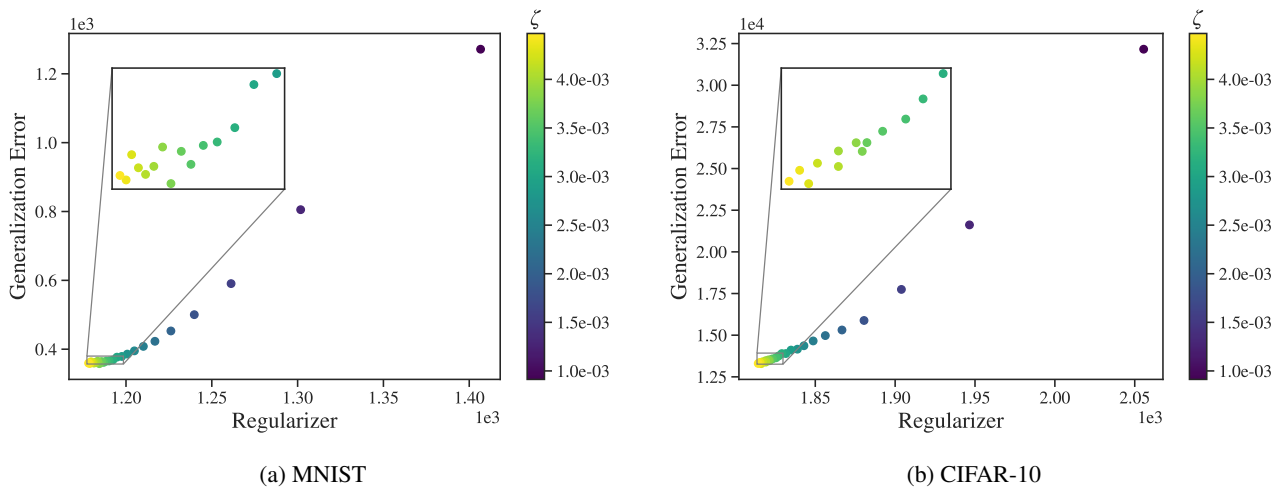 1e3
ζ
1.2
1.0
0.8
0.6
0.4
Generalization Error
1.20
1.25
1.30
1.35
1.40
Regularizer
1e3
4.0e-03
3.5e-03
3.0e-03
2.5e-03
2.0e-03
1.5e-03
1.0e-03
(a) MNIST
1e4
ζ
3.25
3.00
2.75
2.50
2.25
2.00
1.75
1.50
1.25
Generalization Error
1.85
1.90
1.95
2.00
2.05
Regularizer
1e3
4.0e-03
3.5e-03
3.0e-03
2.5e-03
2.0e-03
1.5e-03
1.0e-03
(b) CIFAR-10